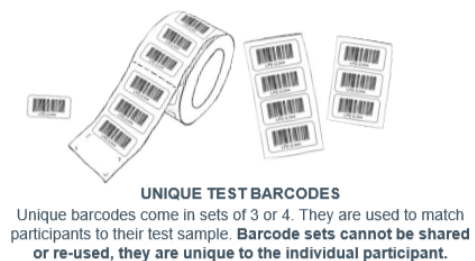 UNIQUE TEST BARCODES
Unique barcodes come in sets of 3 or 4. They are used to match
participants to their test sample. Barcode sets cannot be shared
or re-used, they are unique to the individual participant.